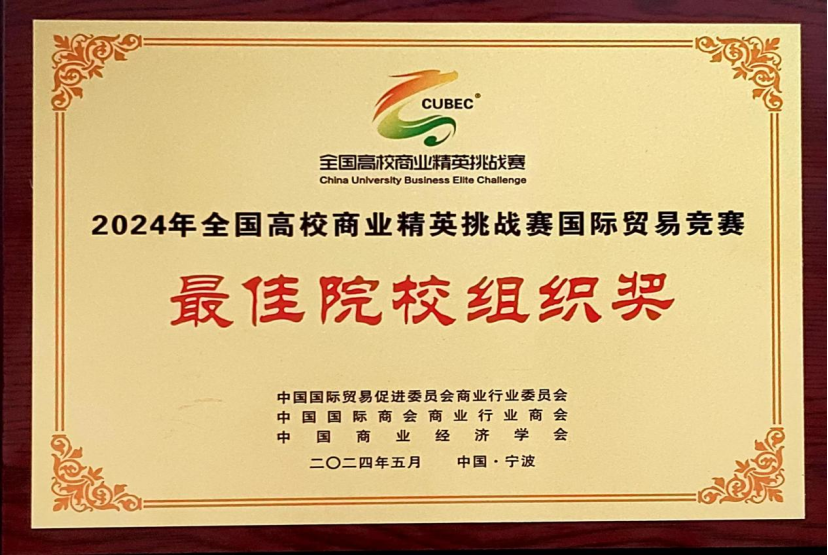 CUBEC®
全国高校商业精英挑战赛
China University Business Elite Challenge
2024年全国高校商业精英挑战赛国际贸易竞赛
最佳院校组织奖
中国国际贸易促进委员会商业行业委员会
中国国际商会商业行业商会
中国商业经济学会
二〇二四年五月 中国·宁波